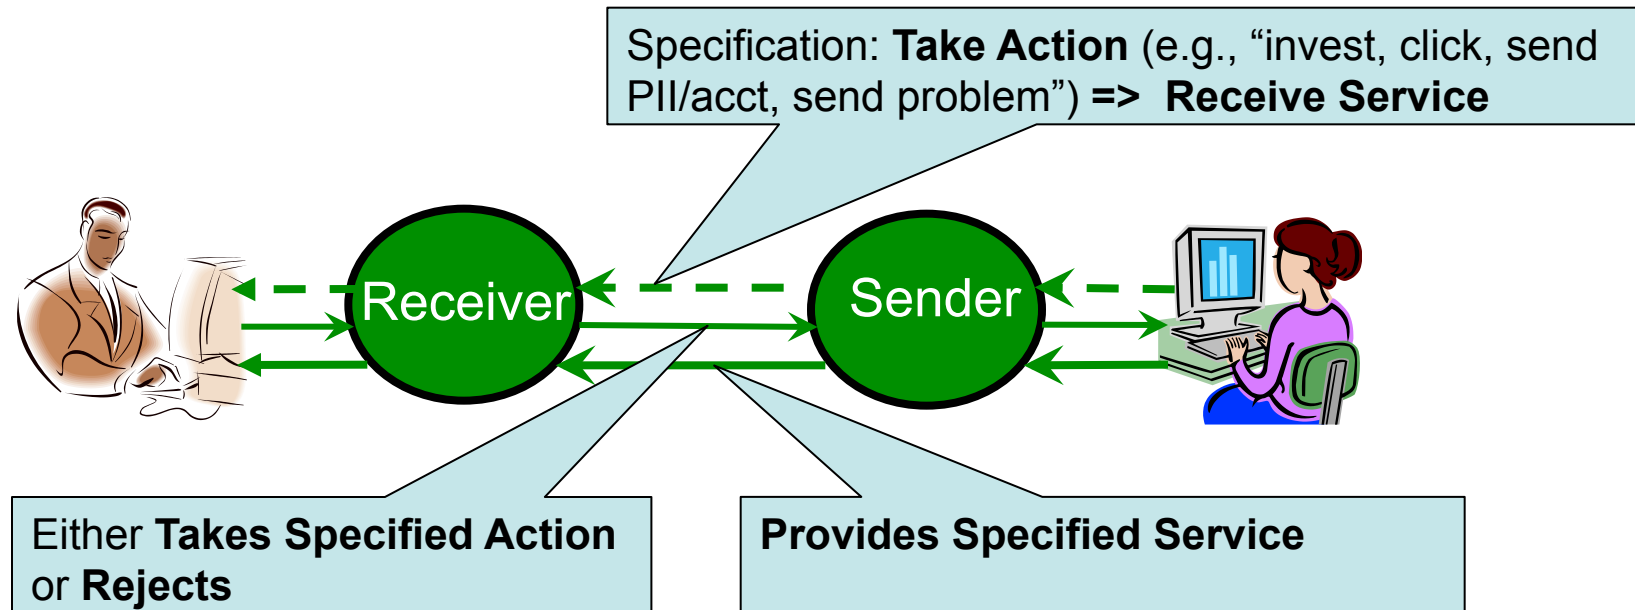 Specification: Take Action (e.g., “invest, click, send
PII/acct, send problem”) => Receive Service
Receiver
Sender
Either Takes Specified Action
or Rejects
Provides Specified Service